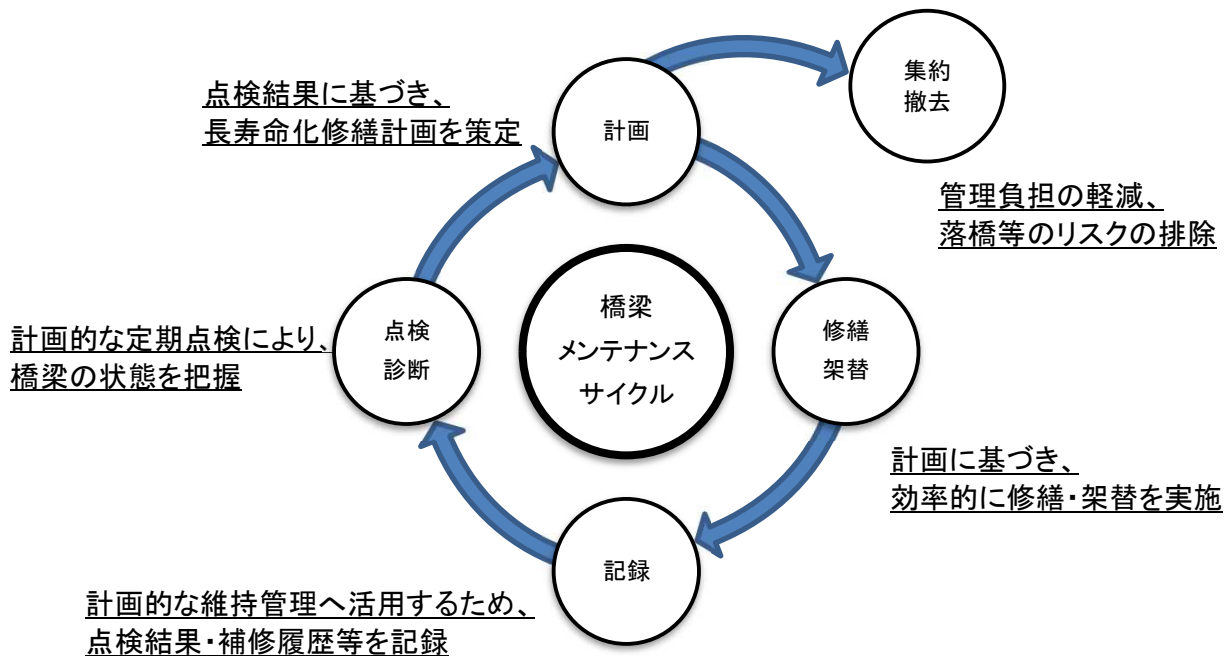 集約
撤去
点検結果に基づき、
長寿命化修繕計画を策定
計画
管理負担の軽減、
落橋等のリスクの排除
橋梁
メンテナンス
サイクル
点検
診断
修繕
架替
計画的な定期点検により、
橋梁の状態を把握
計画に基づき、
効率的に修繕・架替を実施
記録
計画的な維持管理へ活用するため、
点検結果・補修履歴等を記録